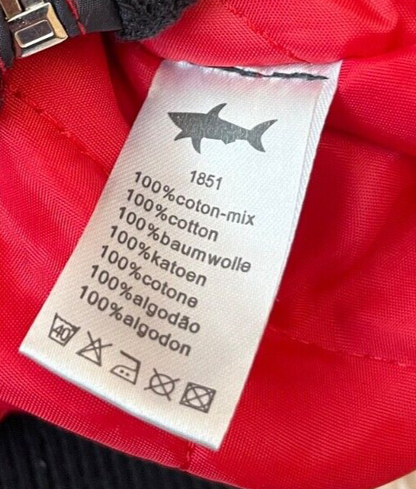 1851
100%coton-mix
100%cotton
100%baumwolle
100%katoen
100%cotone
100%algodão
100%algodon
40